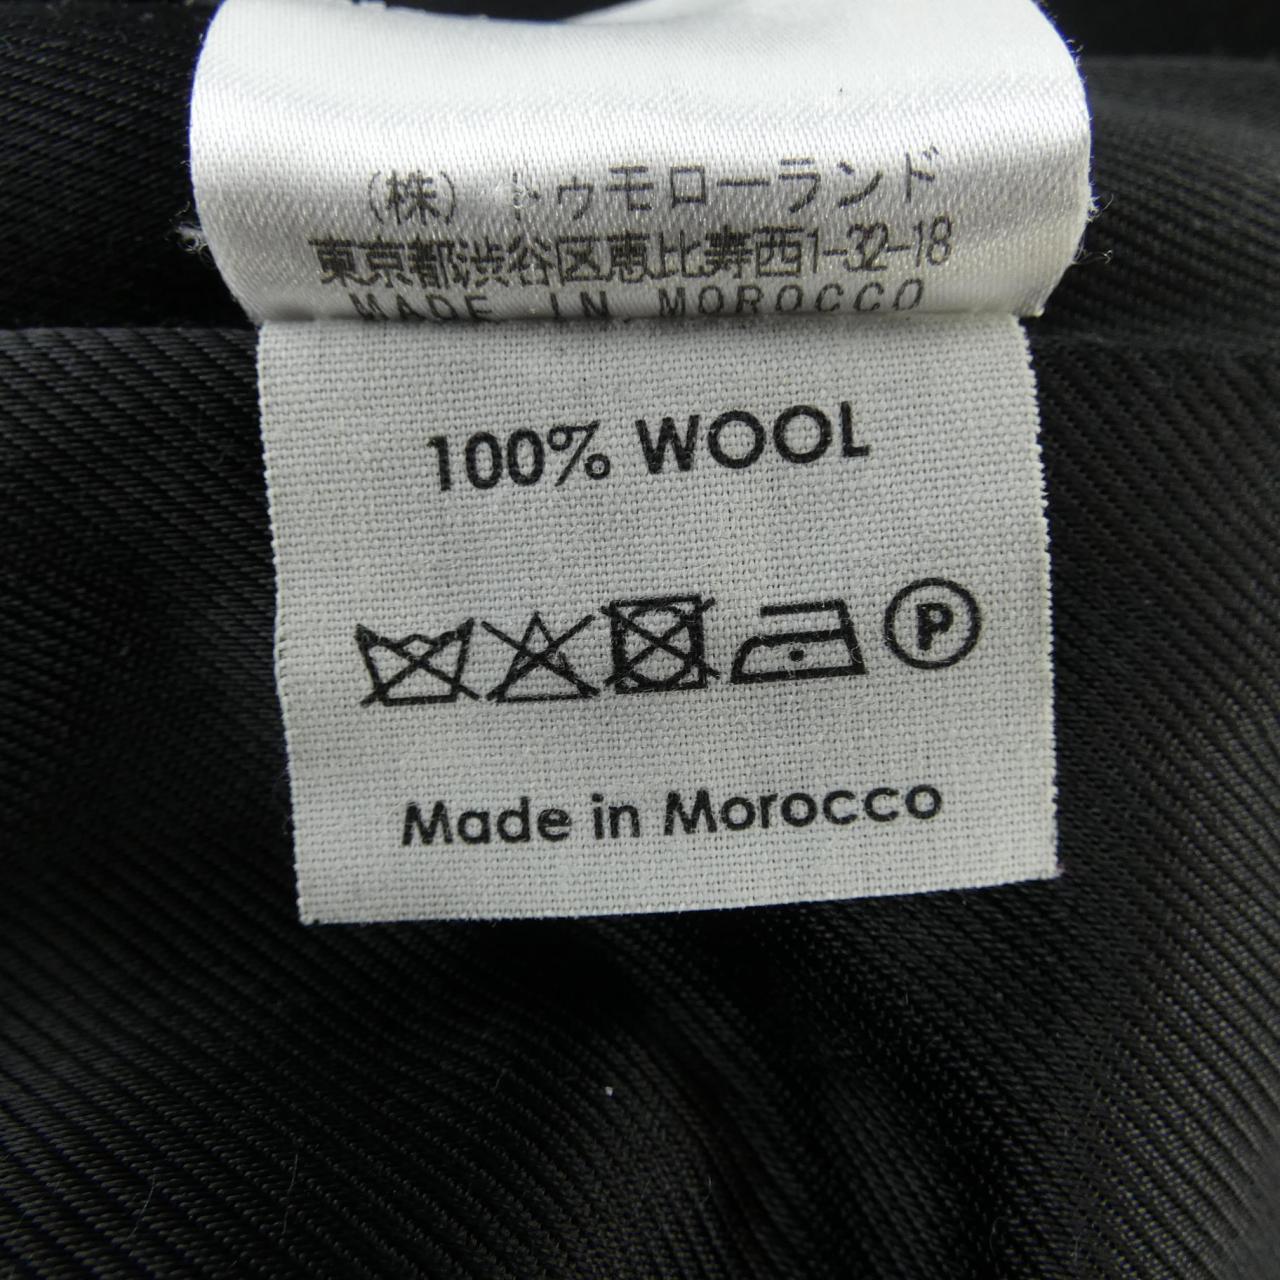 (株) トゥモローランド
東京都渋谷区恵比寿西1-32-18
MADE IN MOROCCO
100% WOOL
P
Made in Morocco